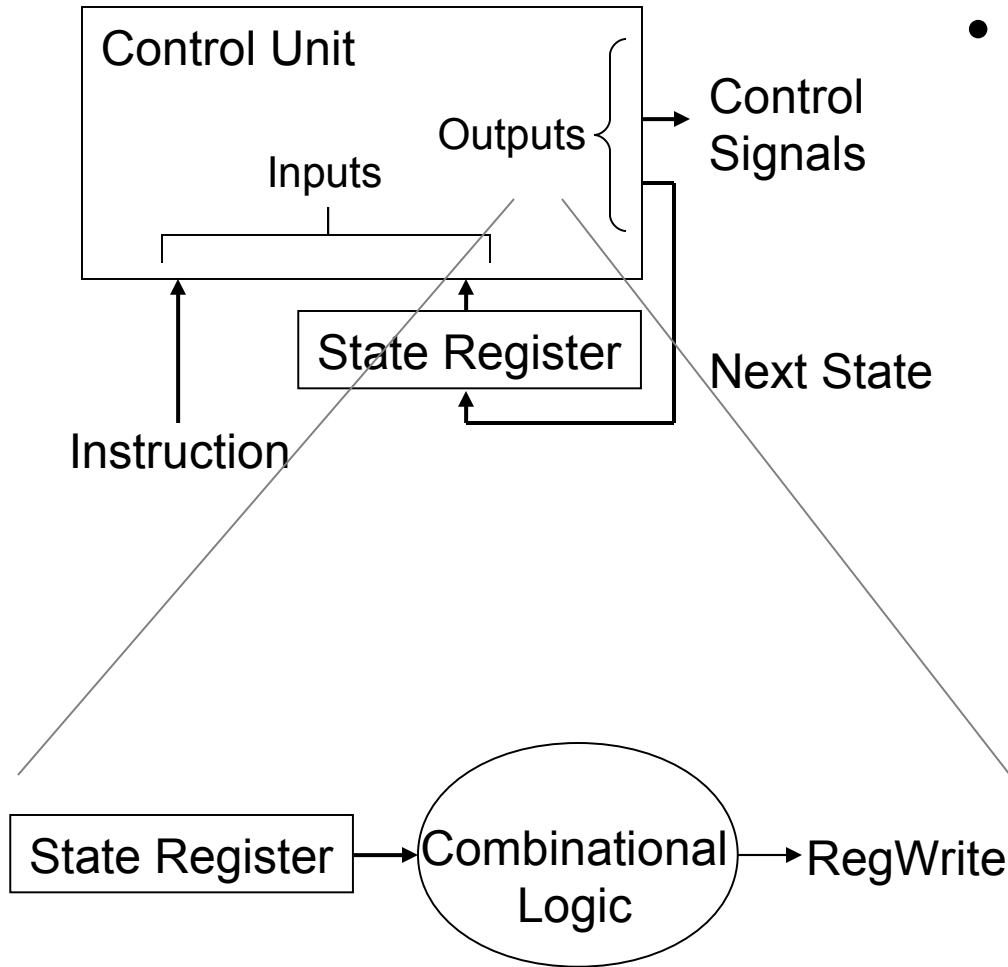 Control Unit
Control
Signals
Outputs
Inputs
State Register
Next State
Instruction
State Register
Combinational
Logic
RegWrite